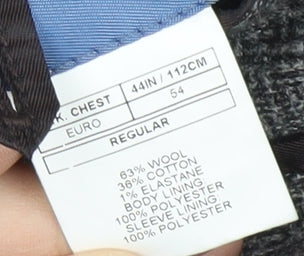 K. CHEST 44IN / 112CM
EURO 54
REGULAR
63% WOOL
36% COTTON
1% ELASTANE
BODY LINING
100% POLYESTER
SLEEVE LINING
100% POLYESTER